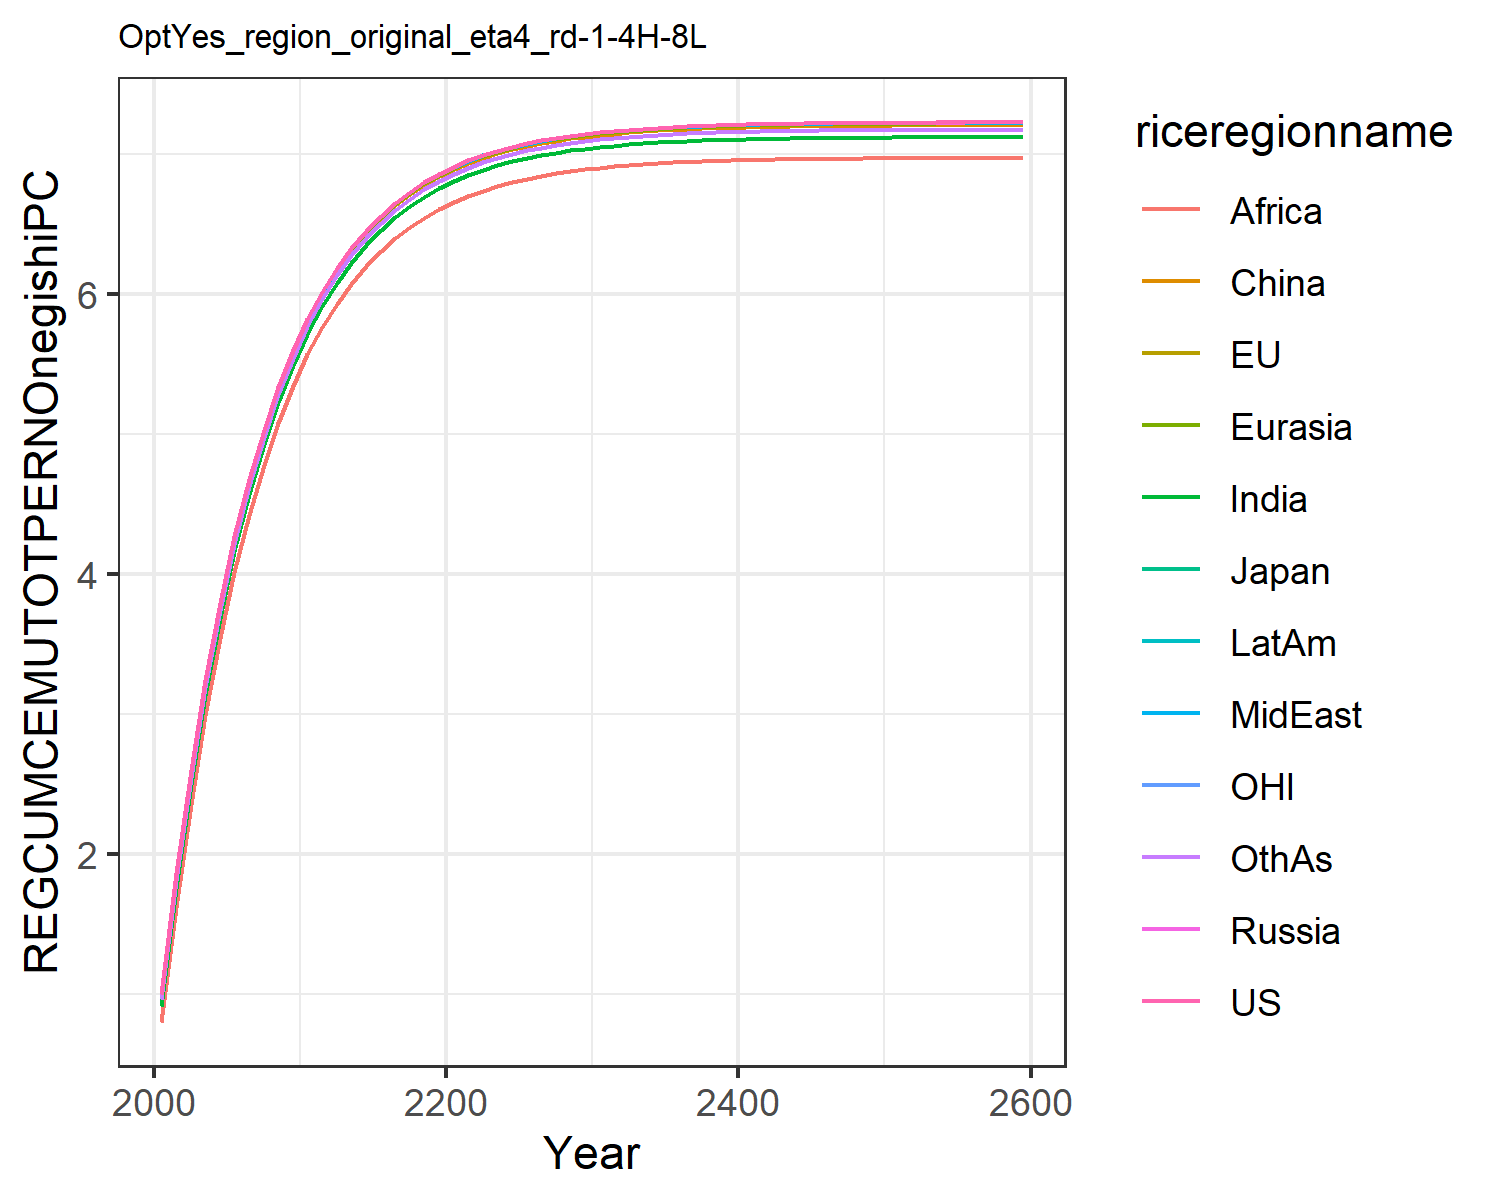 OptYes_region_original_eta4_rd-1-4H-8L
REGCUMCEMUTOTPERNOnegishiPC
6
4
2
2000
2200
2400
2600
Year
riceregionname
Africa
China
EU
Eurasia
India
Japan
LatAm
MidEast
OHI
OthAs
Russia
US